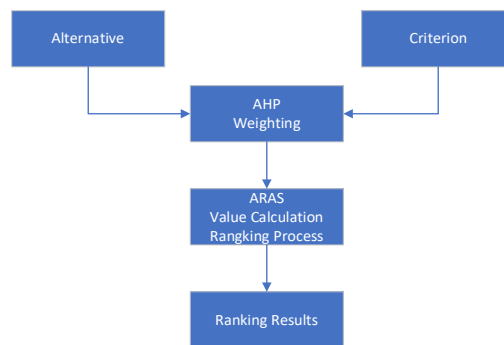 Alternative
Criterion
AHP
Weighting
ARAS
Value Calculation
Rangking Process
Ranking Results